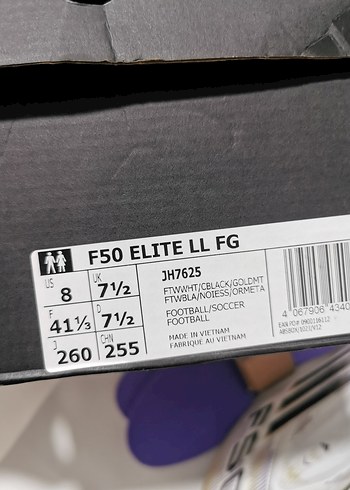 F50 ELITE LL FG
US 8 UK 7½
F 41⅓ D 7½
J 260 CHN 255
JH7625
FTWWHT/CBLACK/GOLDMT
FTWBLA/NOIESS/ORMETA
FOOTBALL/SOCCER
FOOTBALL
MADE IN VIETNAM
FABRIQUÉ AU VIETNAM
4 067906 4340
F50